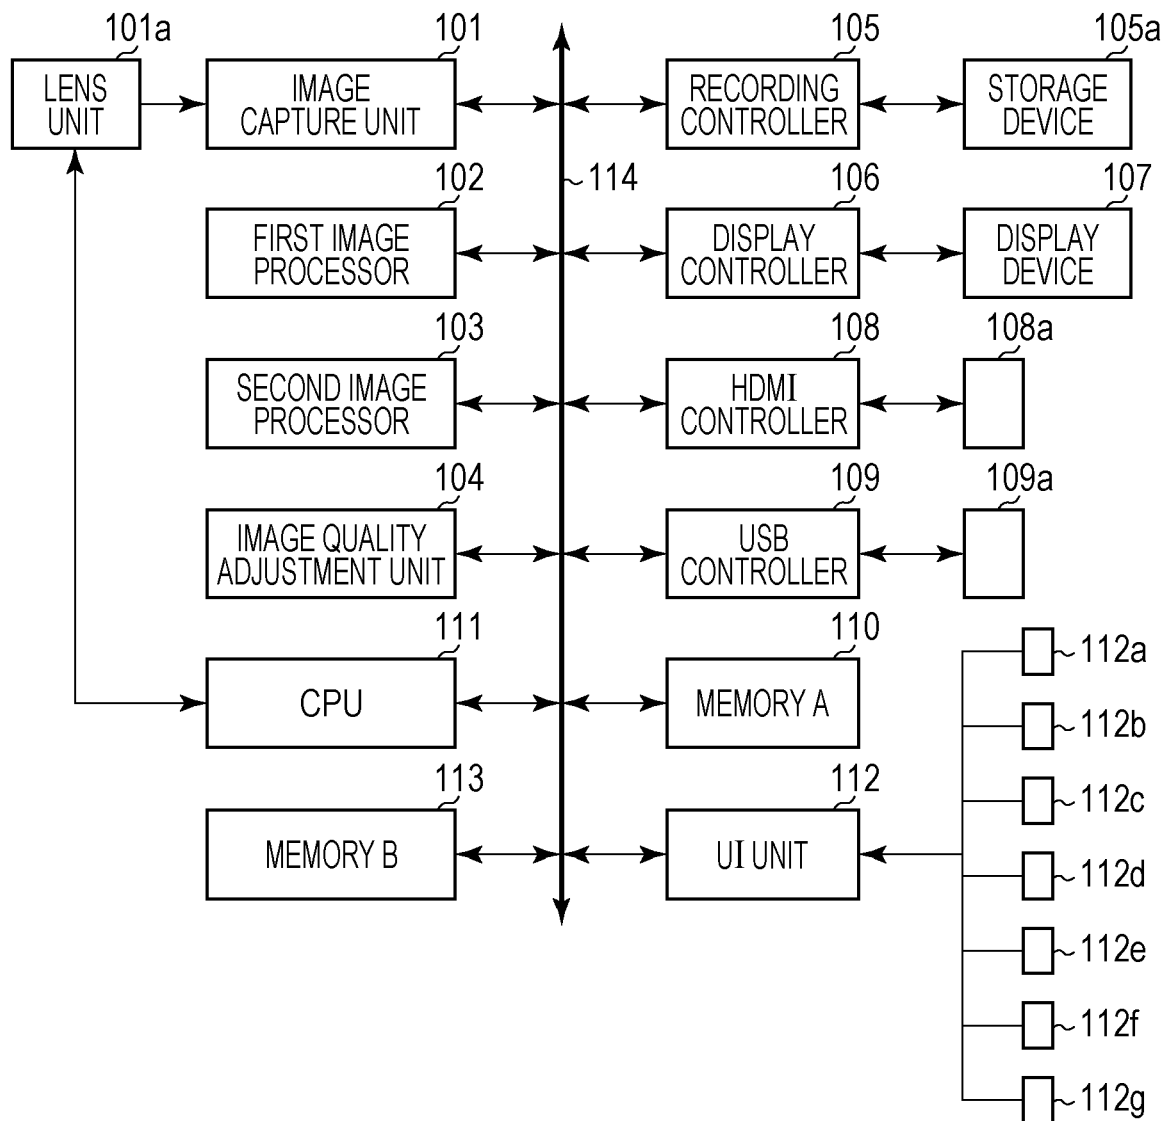 101a
101
105
105a
LENS
UNIT
IMAGE
CAPTURE UNIT
RECORDING
CONTROLLER
STORAGE
DEVICE
102
114
106
107
FIRST IMAGE
PROCESSOR
DISPLAY
CONTROLLER
DISPLAY
DEVICE
103
108
108a
SECOND IMAGE
PROCESSOR
HDMI
CONTROLLER
104
109
109a
IMAGE QUALITY
ADJUSTMENT UNIT
USB
CONTROLLER
111
110
112a
CPU
MEMORY A
112b
113
112
112c
MEMORY B
UI UNIT
112d
112e
112f
112g